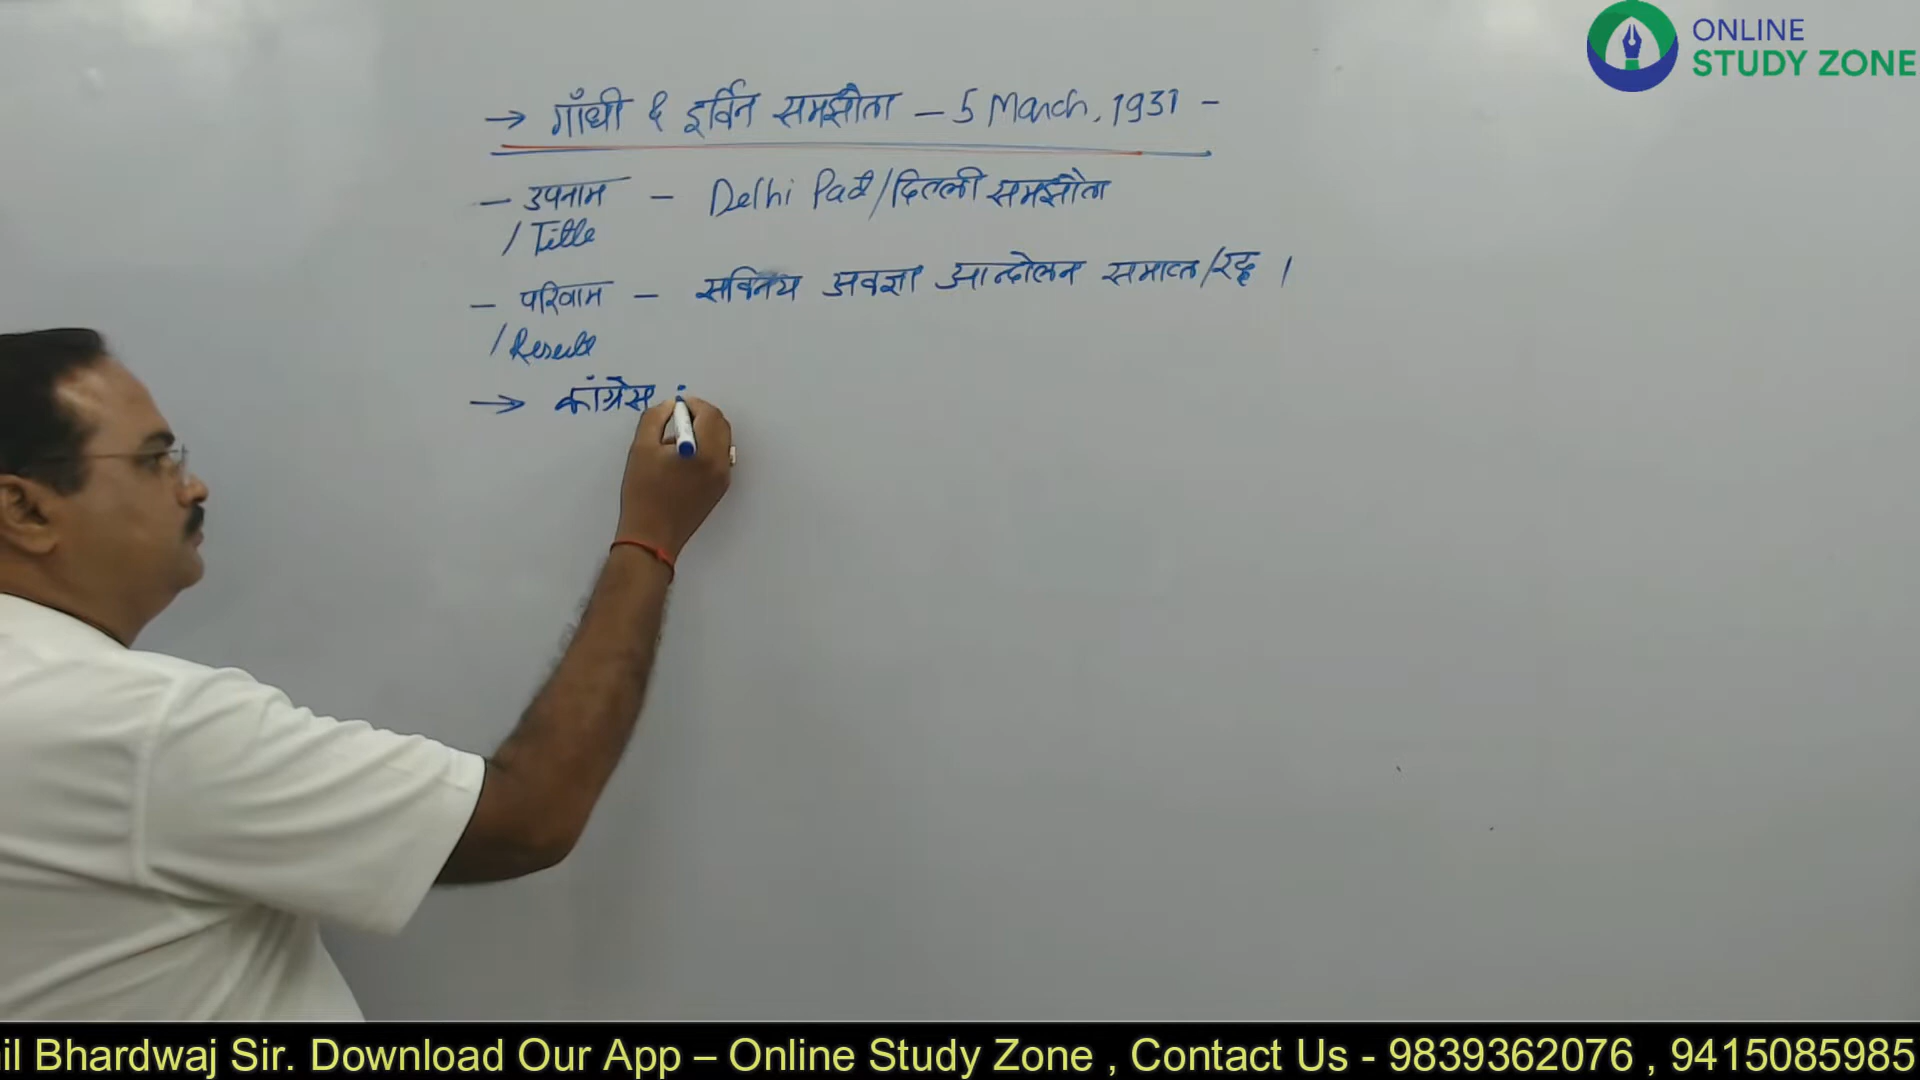 ONLINE
STUDY ZONE
→ गाँधी & इर्विन समझौता – 5 March, 1931 –
– उपनाम – Delhi Pact/दिल्ली समझौता
/ Title
– परिणाम – सविनय अवज्ञा आन्दोलन समाप्त/रद्द ।
/ Result
→ कांग्रेस :
il Bhardwaj Sir. Download Our App – Online Study Zone , Contact Us - 9839362076 , 9415085985